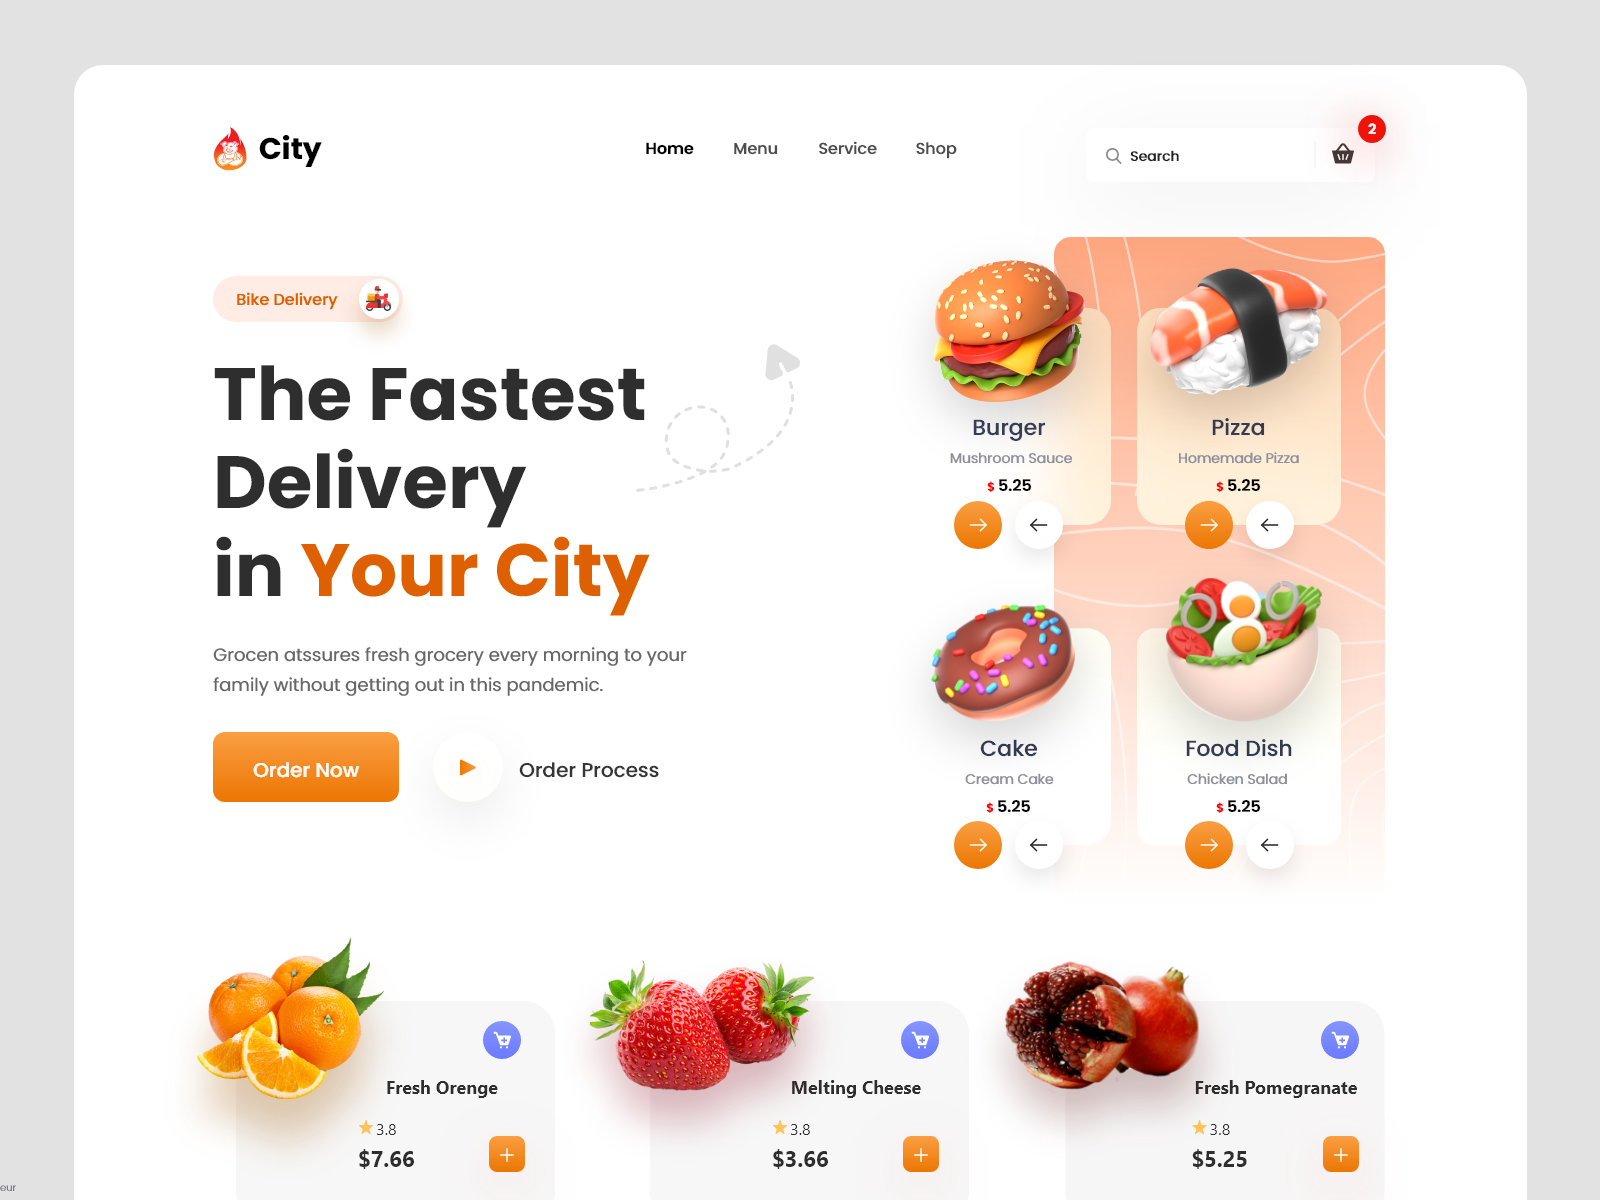 City
Home Menu Service Shop
Search
2
Bike Delivery
The Fastest
Delivery
in Your City
Grocen atssures fresh grocery every morning to your
family without getting out in this pandemic.
Order Now
Order Process
Burger
Mushroom Sauce
$ 5.25
Pizza
Homemade Pizza
$ 5.25
Cake
Cream Cake
$ 5.25
Food Dish
Chicken Salad
$ 5.25
Fresh Orenge
3.8
$7.66
Melting Cheese
3.8
$3.66
Fresh Pomegranate
3.8
$5.25
eur